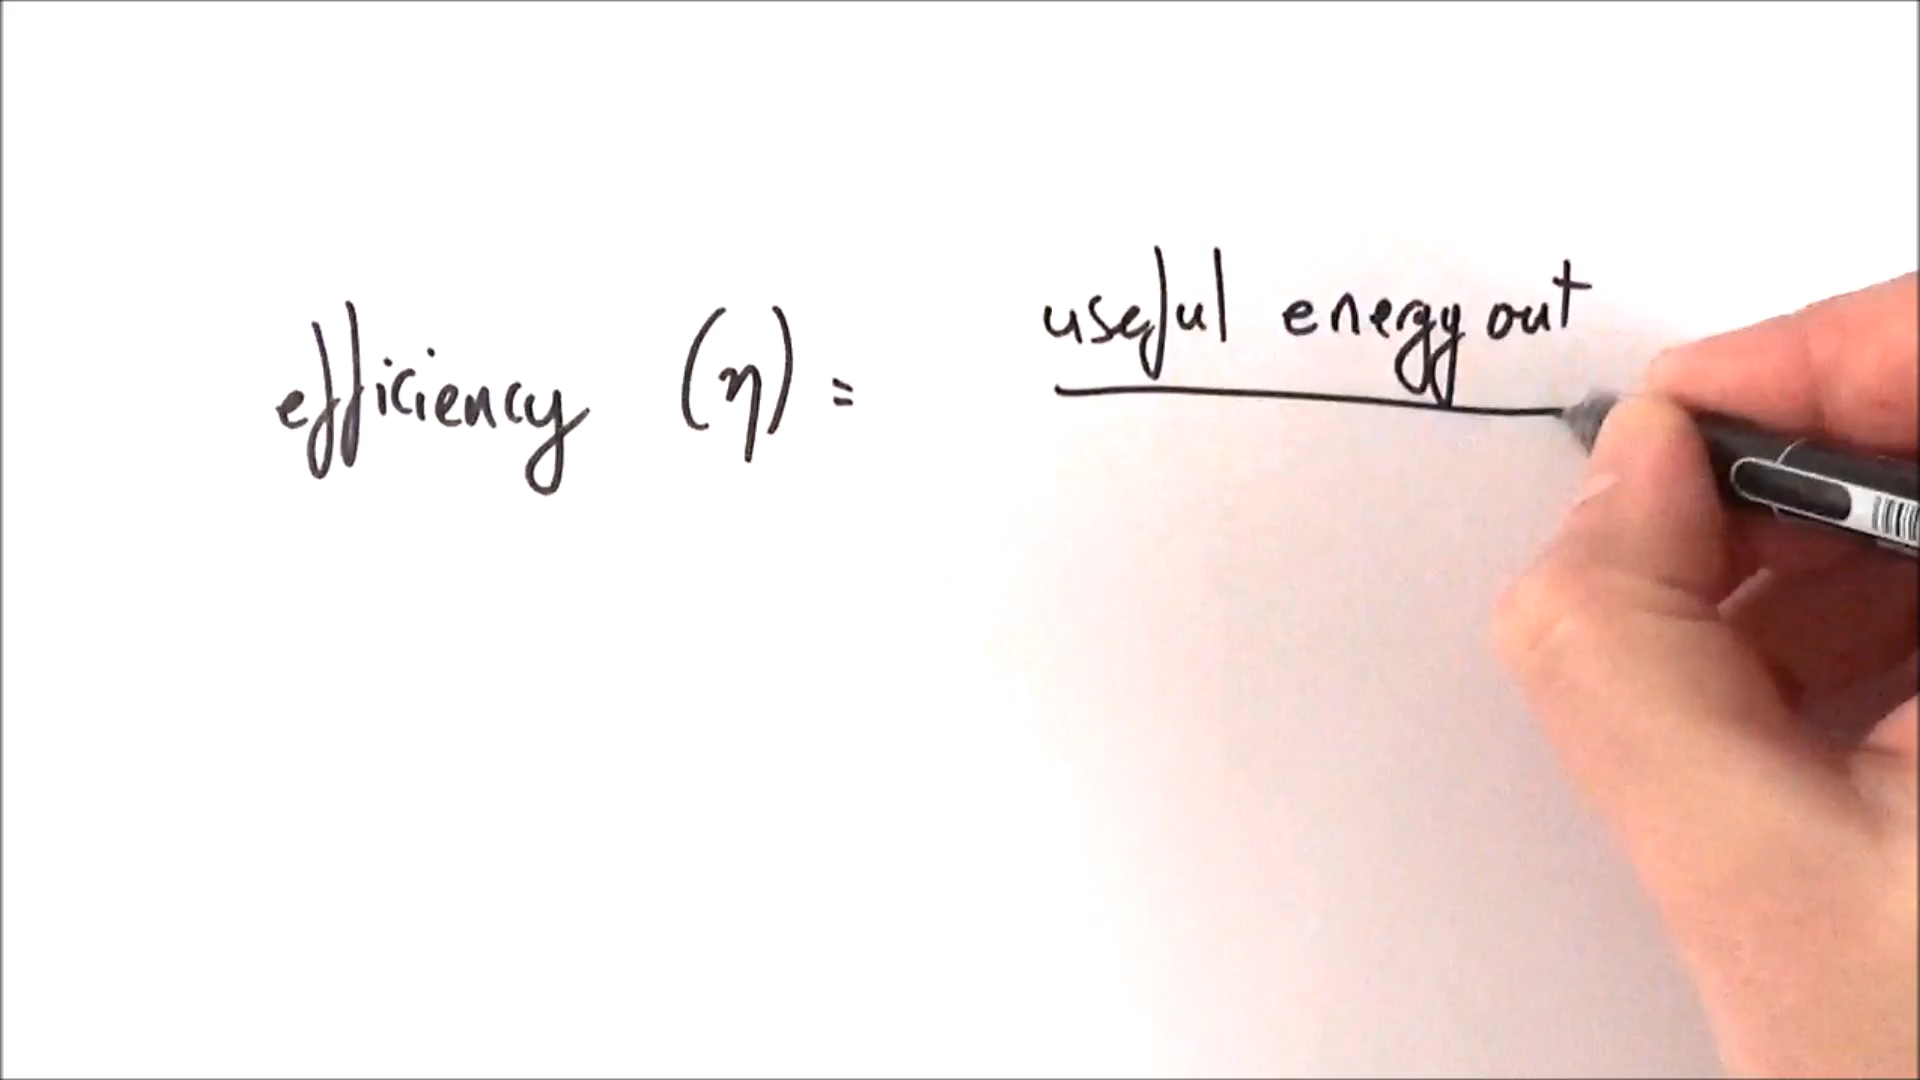 useful energy out
efficiency (η) =